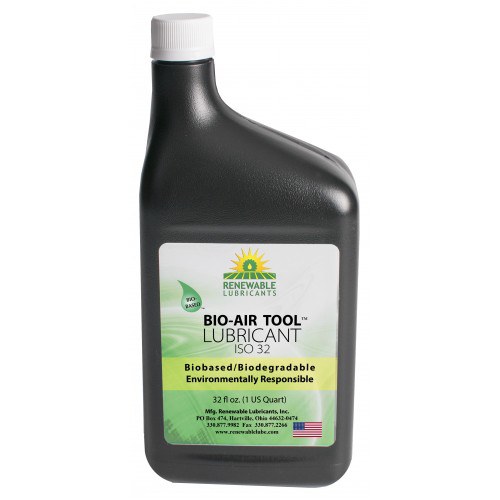 RENEWABLE
LUBRICANTS
BIO-
BASED™
BIO-AIR TOOL™
LUBRICANT
ISO 32
Biobased/Biodegradable
Environmentally Responsible
32 fl oz. (1 US Quart)
Mfg. Renewable Lubricants, Inc.
PO Box 474, Hartville, Ohio 44632-0474
330.877.9982 Fax 330.877.2266
www.renewablelube.com